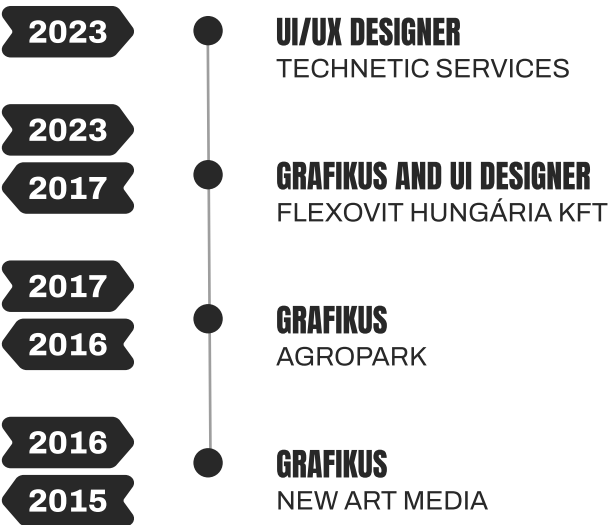 2023
UI/UX DESIGNER
TECHNETIC SERVICES
2023
2017
GRAFIKUS AND UI DESIGNER
FLEXOVIT HUNGÁRIA KFT
2017
2016
GRAFIKUS
AGROPARK
2016
2015
GRAFIKUS
NEW ART MEDIA